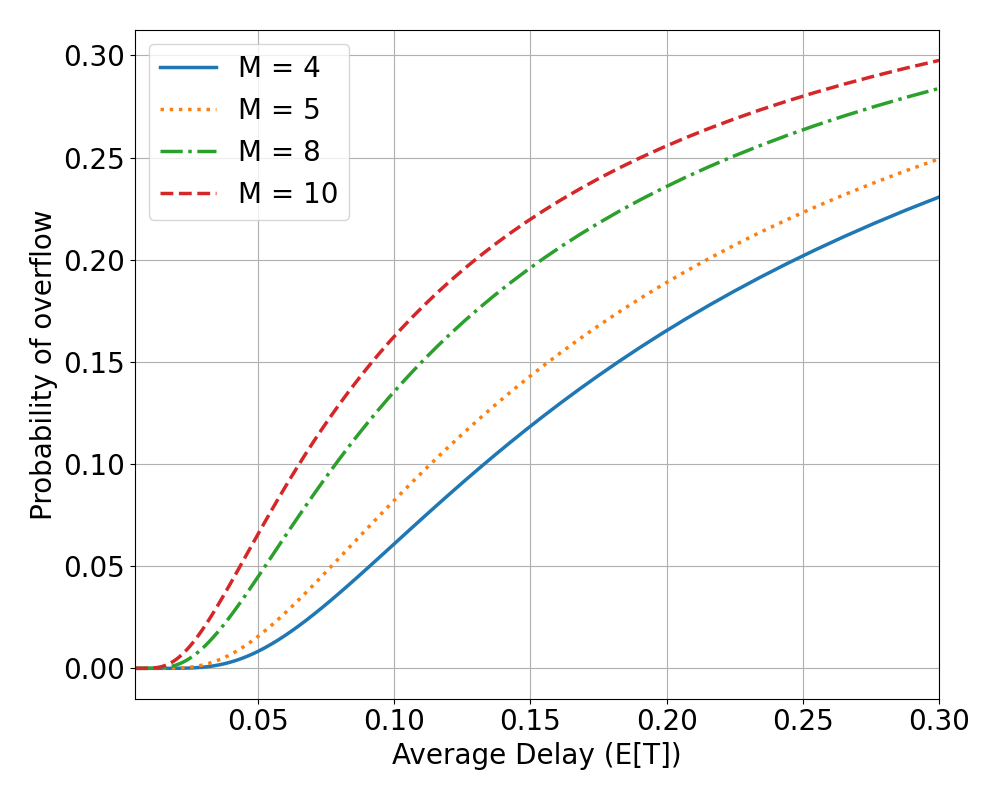 0.30
0.25
0.20
0.15
0.10
0.05
0.00
Probability of overflow
M = 4
M = 5
M = 8
M = 10
0.05 0.10 0.15 0.20 0.25 0.30
Average Delay (E[T])